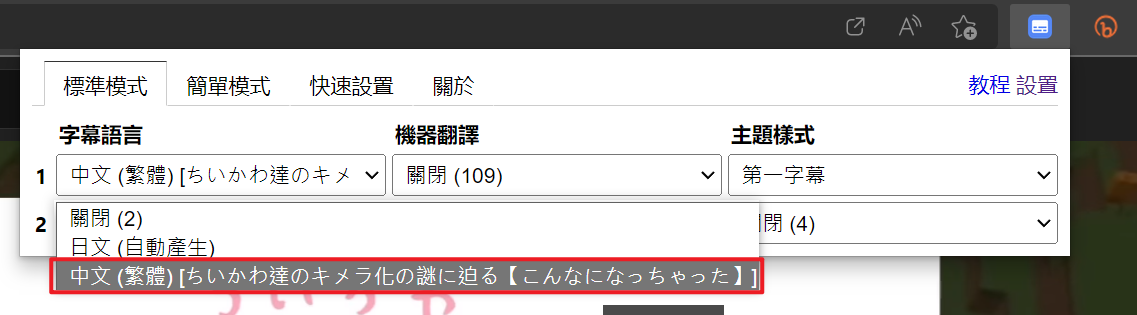 標準模式 簡單模式 快速設置 關於 教程 設置
字幕語言 機器翻譯 主題樣式
1 中文 (繁體) [ちいかわ達のキメ 關閉 (109) 第一字幕
2 閉 (4)
關閉 (2)
日文 (自動產生)
中文 (繁體) [ちいかわ達のキメラ化の謎に迫る【こんなになっちゃった】]